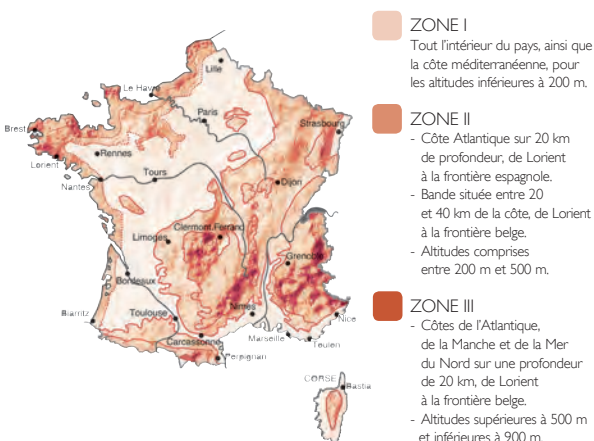 ZONE I
Tout l'intérieur du pays, ainsi que
la côte méditerranéenne, pour
les altitudes inférieures à 200 m.
ZONE II
- Côte Atlantique sur 20 km
de profondeur, de Lorient
à la frontière espagnole.
- Bande située entre 20
et 40 km de la côte, de Lorient
à la frontière belge.
- Altitudes comprises
entre 200 m et 500 m.
ZONE III
- Côtes de l'Atlantique,
de la Manche et de la Mer
du Nord sur une profondeur
de 20 km, de Lorient
à la frontière belge.
- Altitudes supérieures à 500 m
et inférieures à 900 m.
Lille
Le Havre
Paris
Brest
Strasbourg
Rennes
Lorient
Tours
Nantes
Dijon
Clermont-Ferrand
Limoges
Grenoble
Bordeaux
Biarritz
Toulouse
Nîmes
Nice
Marseille
Toulon
Carcassonne
Perpignan
CORSE
Bastia